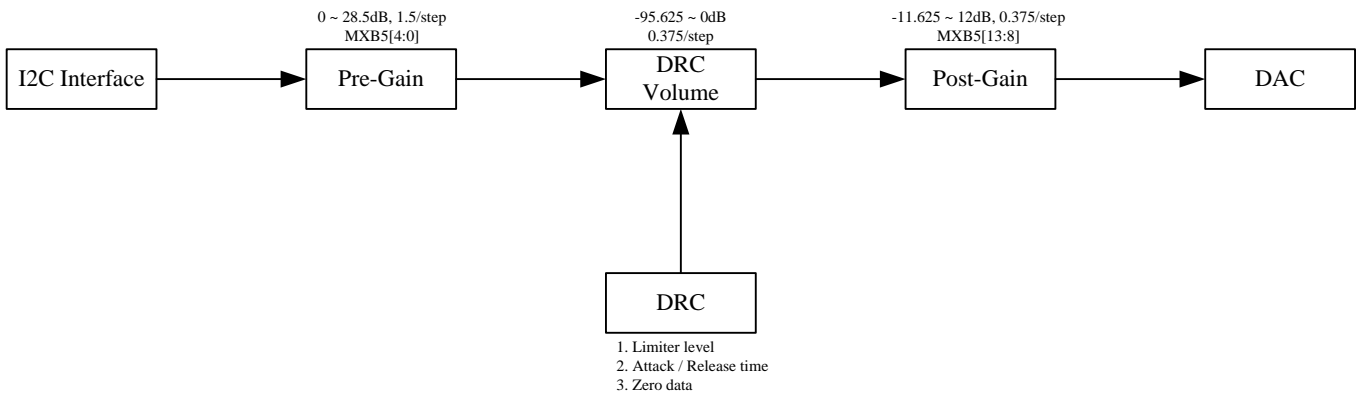 0 ~ 28.5dB, 1.5/step
MXB5[4:0]
-95.625 ~ 0dB
0.375/step
-11.625 ~ 12dB, 0.375/step
MXB5[13:8]
I2C Interface
Pre-Gain
DRC
Volume
Post-Gain
DAC
DRC
1. Limiter level
2. Attack / Release time
3. Zero data